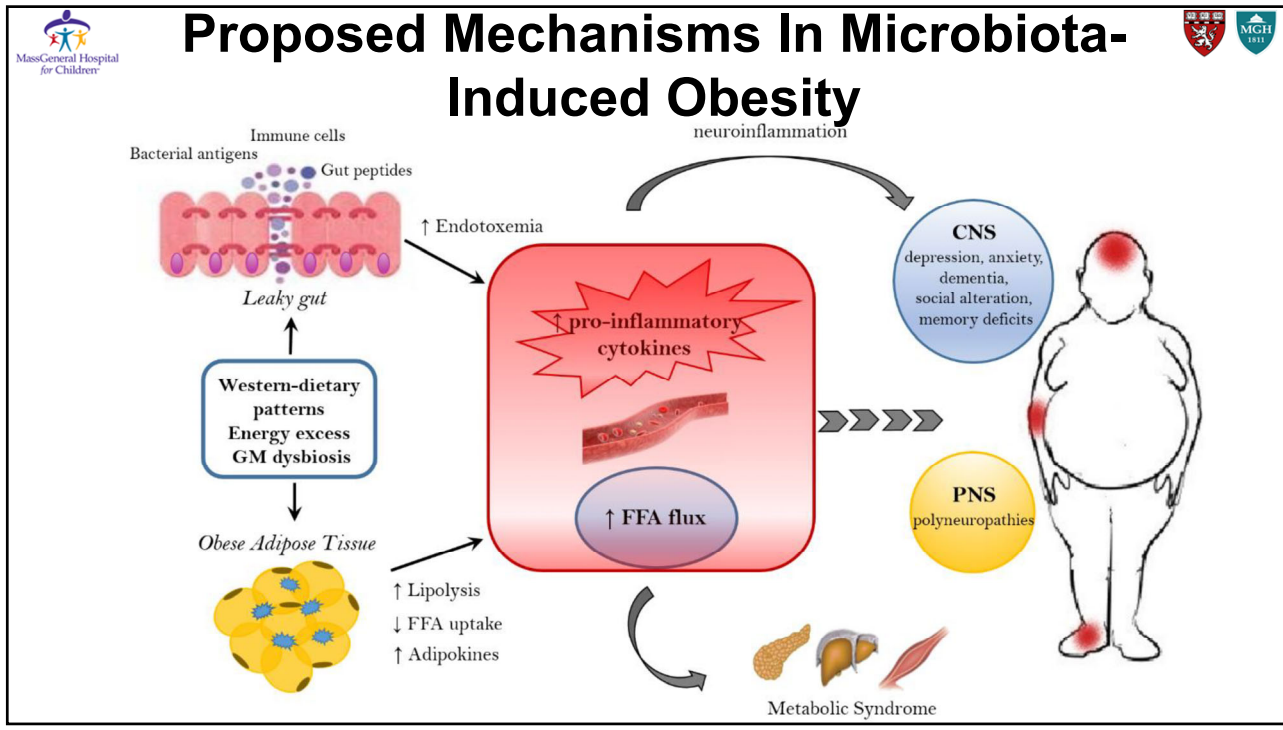 MassGeneral Hospital
for Children
Proposed Mechanisms In Microbiota-
Induced Obesity
MGH
1811
neuroinflammation
Immune cells
Bacterial antigens
Gut peptides
↑ Endotoxemia
Leaky gut
Western-dietary
patterns
Energy excess
GM dysbiosis
Obese Adipose Tissue
↑ Lipolysis
↓ FFA uptake
↑ Adipokines
↑ pro-inflammatory
cytokines
↑ FFA flux
CNS
depression, anxiety,
dementia,
social alteration,
memory deficits
PNS
polyneuropathies
Metabolic Syndrome